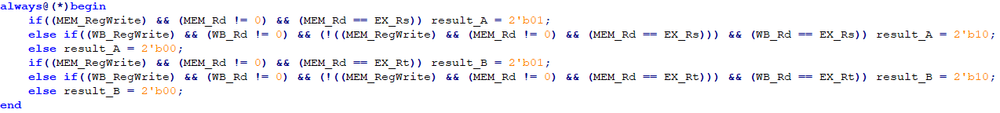 always@(*)begin
if((MEM_RegWrite) && (MEM_Rd != 0) && (MEM_Rd == EX_Rs)) result_A = 2'b01;
else if((WB_RegWrite) && (WB_Rd != 0) && (!((MEM_RegWrite) && (MEM_Rd != 0) && (MEM_Rd == EX_Rs))) && (WB_Rd == EX_Rs)) result_A = 2'b10;
else result_A = 2'b00;
if((MEM_RegWrite) && (MEM_Rd != 0) && (MEM_Rd == EX_Rt)) result_B = 2'b01;
else if((WB_RegWrite) && (WB_Rd != 0) && (!((MEM_RegWrite) && (MEM_Rd != 0) && (MEM_Rd == EX_Rt))) && (WB_Rd == EX_Rt)) result_B = 2'b10;
else result_B = 2'b00;
end